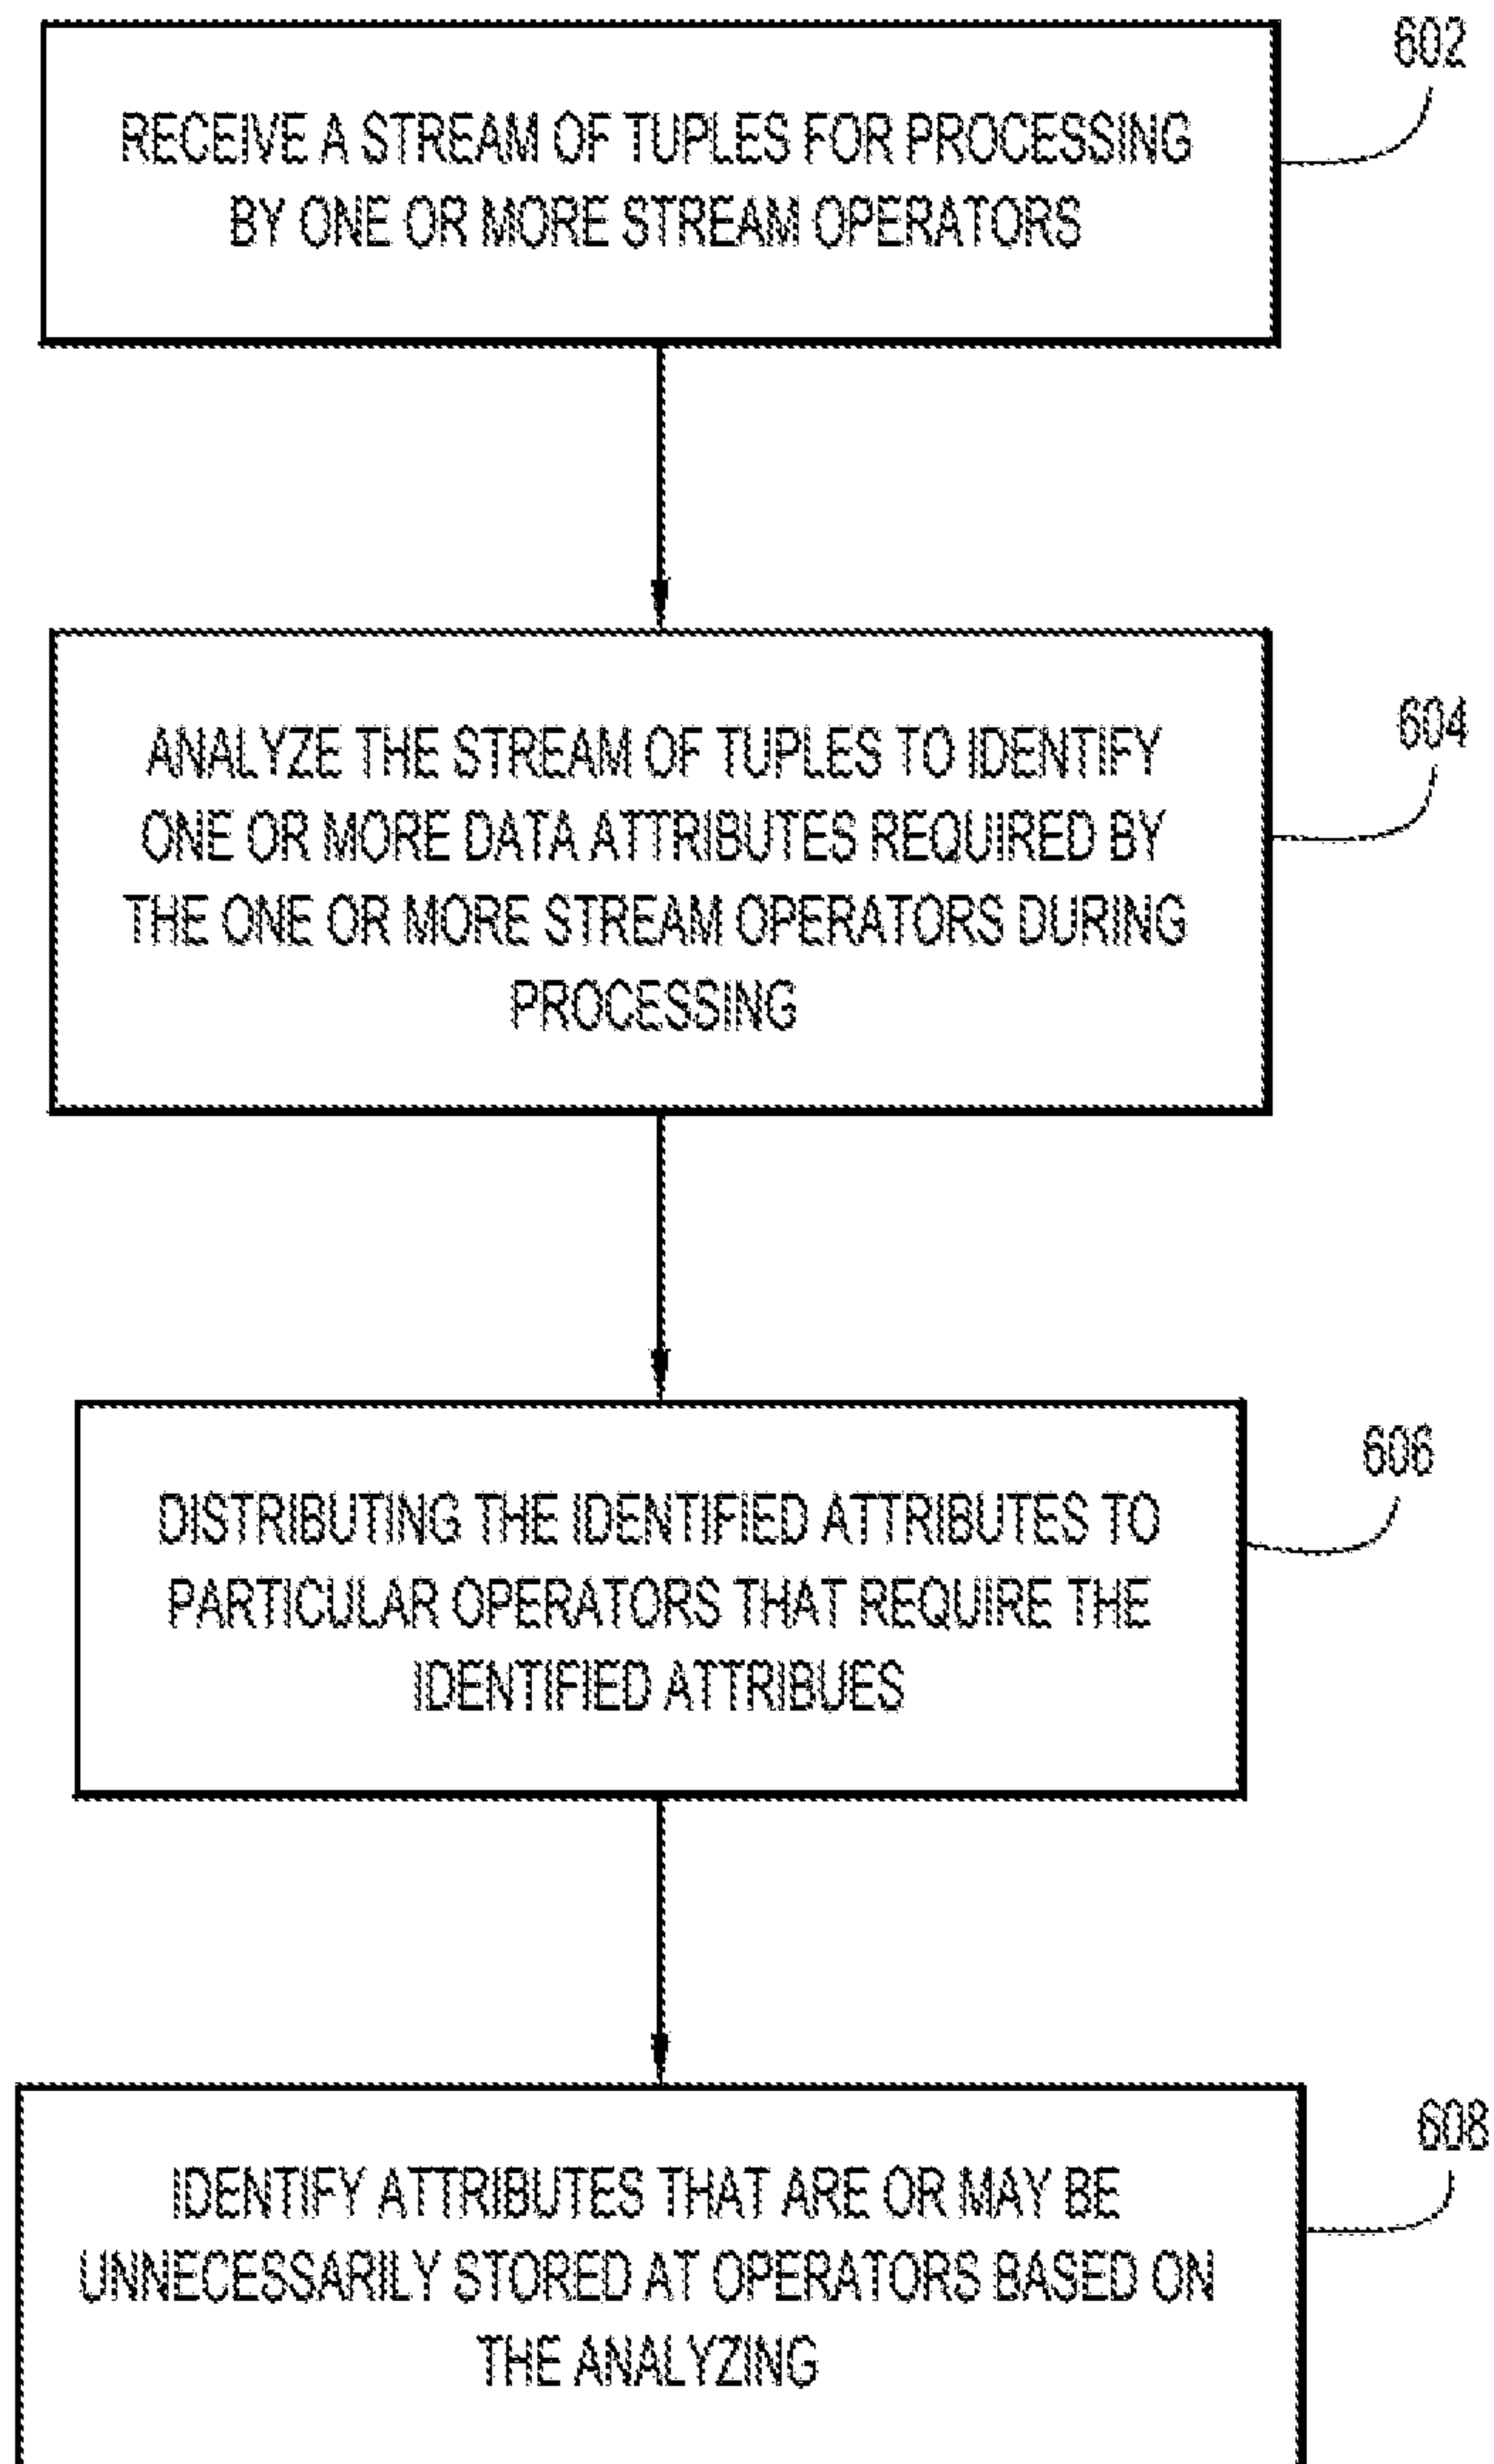 602
RECEIVE A STREAM OF TUPLES FOR PROCESSING
BY ONE OR MORE STREAM OPERATORS
604
ANALYZE THE STREAM OF TUPLES TO IDENTIFY
ONE OR MORE DATA ATTRIBUTES REQUIRED BY
THE ONE OR MORE STREAM OPERATORS DURING
PROCESSING
606
DISTRIBUTING THE IDENTIFIED ATTRIBUTES TO
PARTICULAR OPERATORS THAT REQUIRE THE
IDENTIFIED ATTRIBUES
608
IDENTIFY ATTRIBUTES THAT ARE OR MAY BE
UNNECESSARILY STORED AT OPERATORS BASED ON
THE ANALYZING